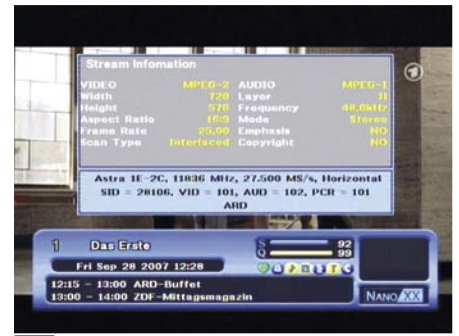 Stream Infomation
VIDEO MPEG-2 AUDIO MPEG-1
Width 720 Layer II
Height 576 Frequency 48,0kHz
Aspect Ratio 16:9 Mode Stereo
Frame Rate 25,00 Emphasis NO
Scan Type Interlaced Copyright NO
Astra 1E-2C, 11836 MHz, 27.500 MS/s, Horizontal
SID = 28106, VID = 101, AUD = 102, PCR = 101
ARD
1 Das Erste
S 92
Q 99
Fri Sep 28 2007 12:28
12:15 - 13:00 ARD-Buffet
13:00 - 14:00 ZDF-Mittagsmagazin
NANO XX